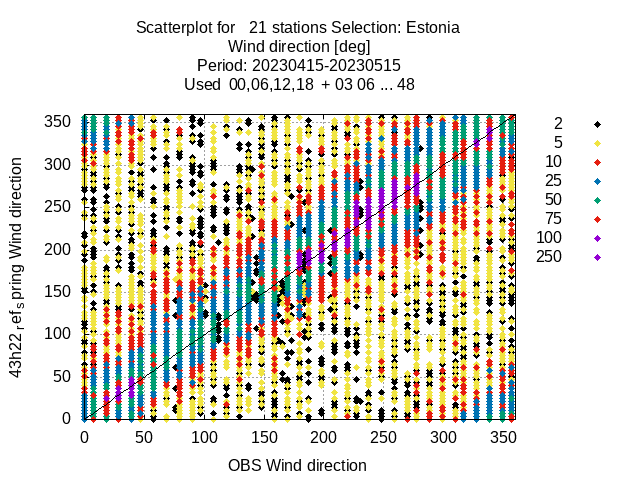 Scatterplot for 21 stations Selection: Estonia
Wind direction [deg]
Period: 20230415-20230515
Used 00,06,12,18 + 03 06 ... 48
43h22_ref_spring Wind direction
350
300
250
200
150
100
50
0
0 50 100 150 200 250 300 350
OBS Wind direction
2
5
10
25
50
75
100
250